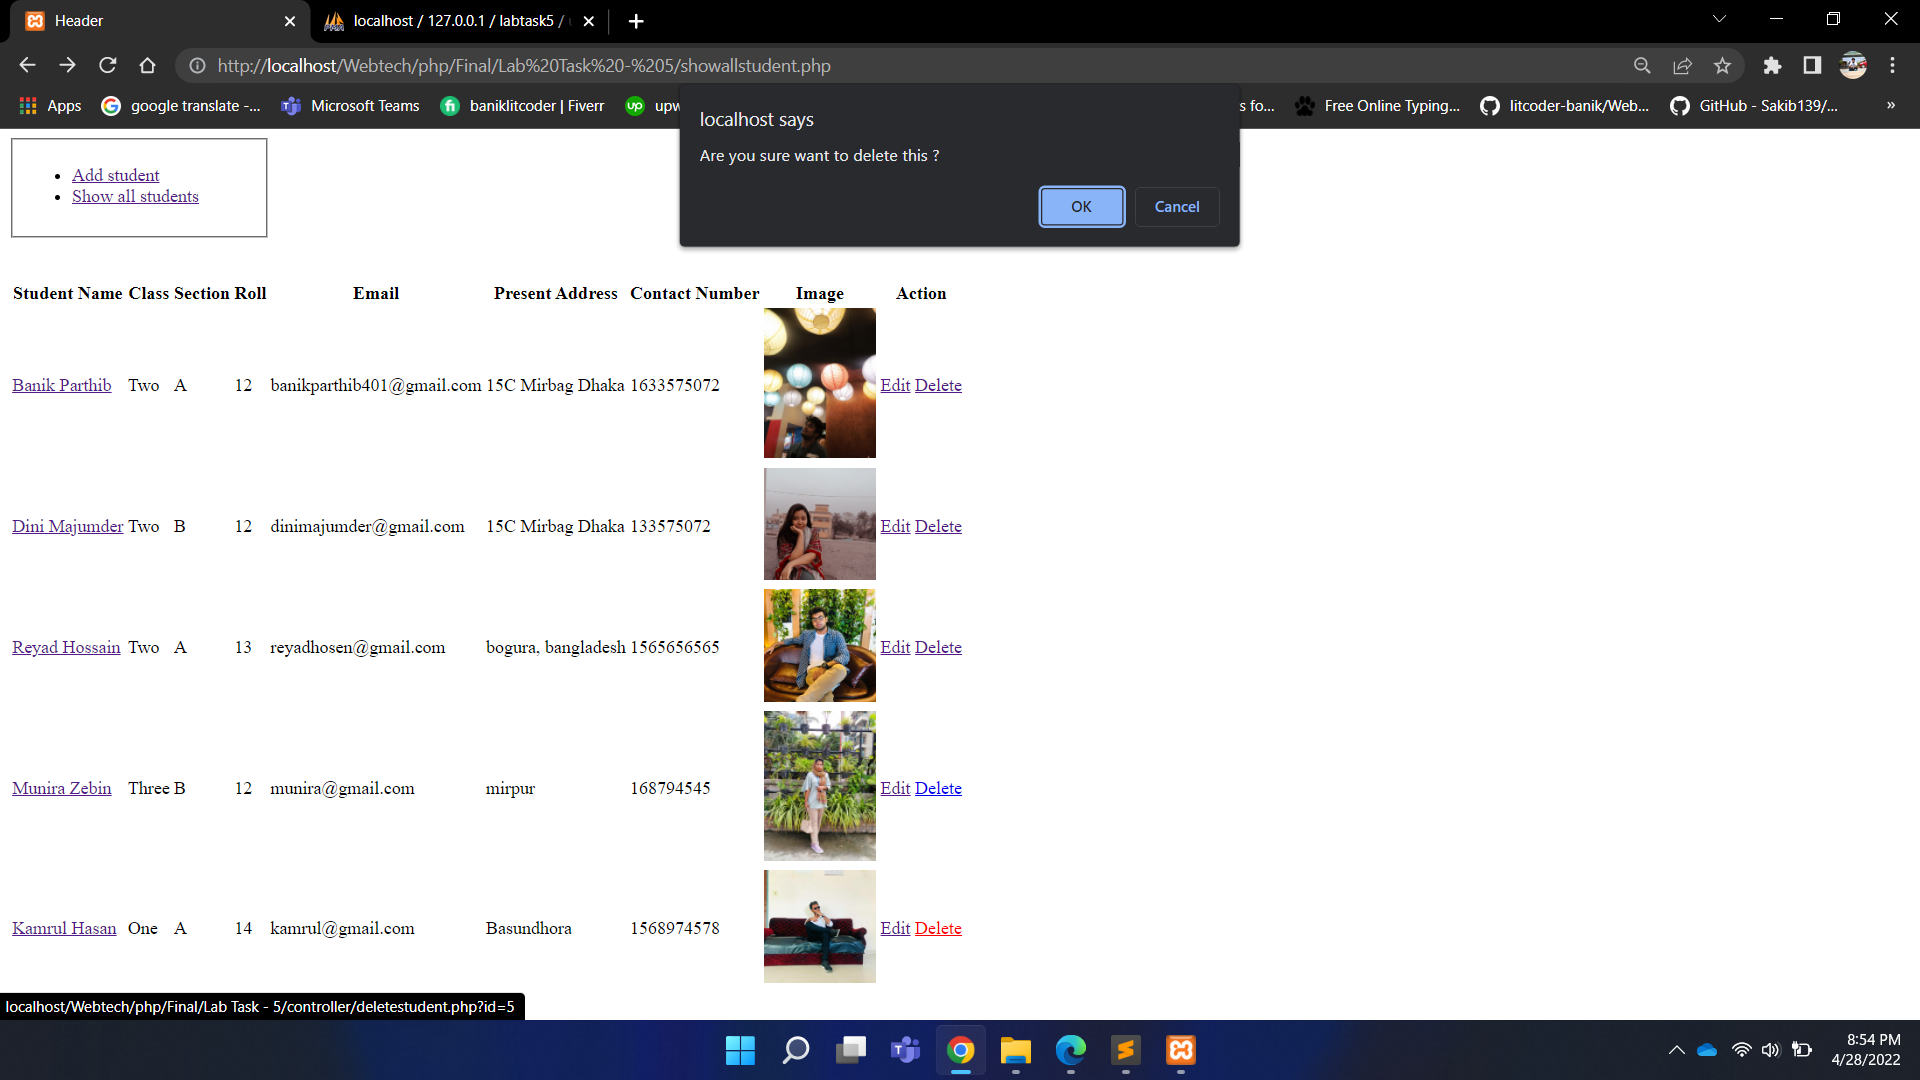 Header
localhost / 127.0.0.1 / labtask5 /
http://localhost/Webtech/php/Final/Lab%20Task%20-%205/showallstudent.php
Apps google translate -... Microsoft Teams baniklitcoder | Fiverr fo... Free Online Typing... litcoder-banik/Web... GitHub - Sakib139/... »
localhost says
Are you sure want to delete this ?
OK Cancel
• Add student
• Show all students
Student Name Class Section Roll Email Present Address Contact Number Image Action
Banik Parthib Two A 12 banikparthib401@gmail.com 15C Mirbag Dhaka 1633575072 Edit Delete
Dini Majumder Two B 12 dinimajumder@gmail.com 15C Mirbag Dhaka 133575072 Edit Delete
Reyad Hossain Two A 13 reyadhosen@gmail.com bogura, bangladesh 1565656565 Edit Delete
Munira Zebin Three B 12 munira@gmail.com mirpur 168794545 Edit Delete
Kamrul Hasan One A 14 kamrul@gmail.com Basundhora 1568974578 Edit Delete
localhost/Webtech/php/Final/Lab Task - 5/controller/deletestudent.php?id=5
8:54 PM
4/28/2022